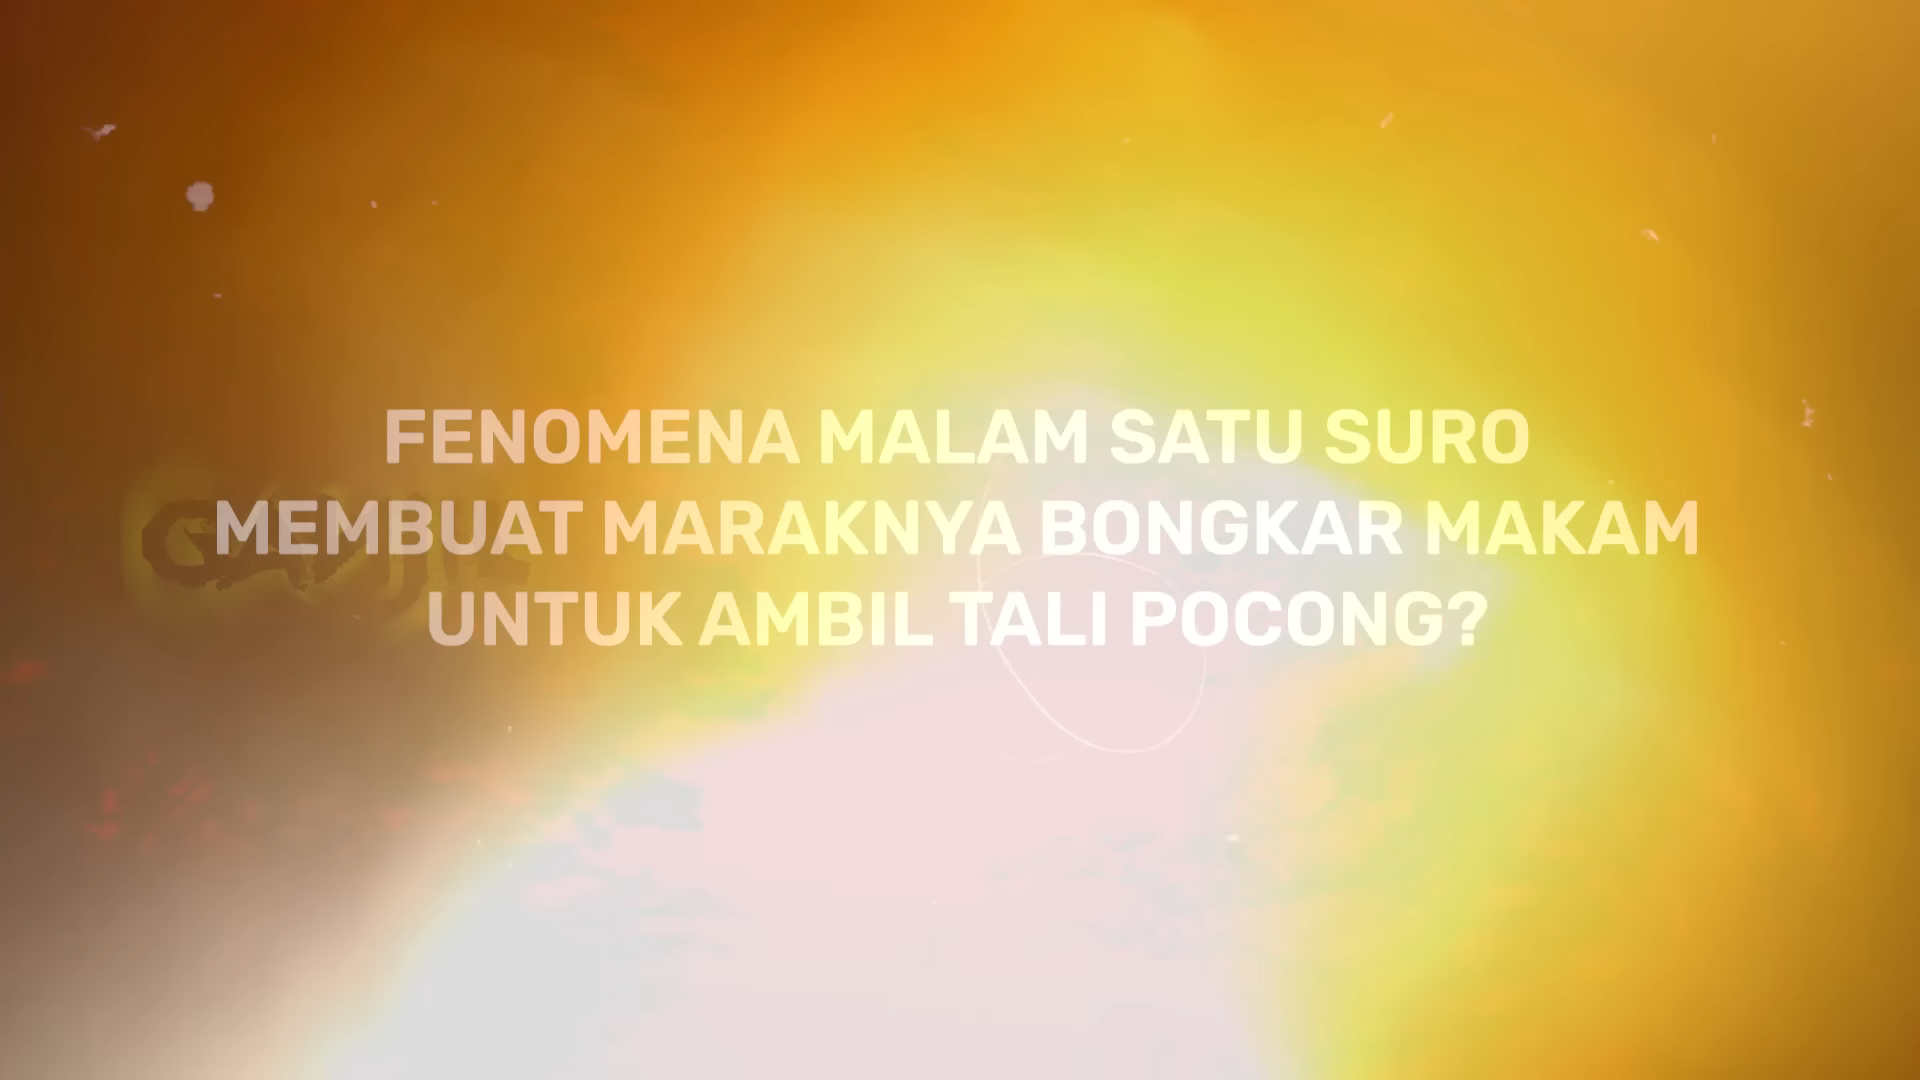 FENOMENA MALAM SATU SURO
MEMBUAT MARAKNYA BONGKAR MAKAM
UNTUK AMBIL TALI POCONG?